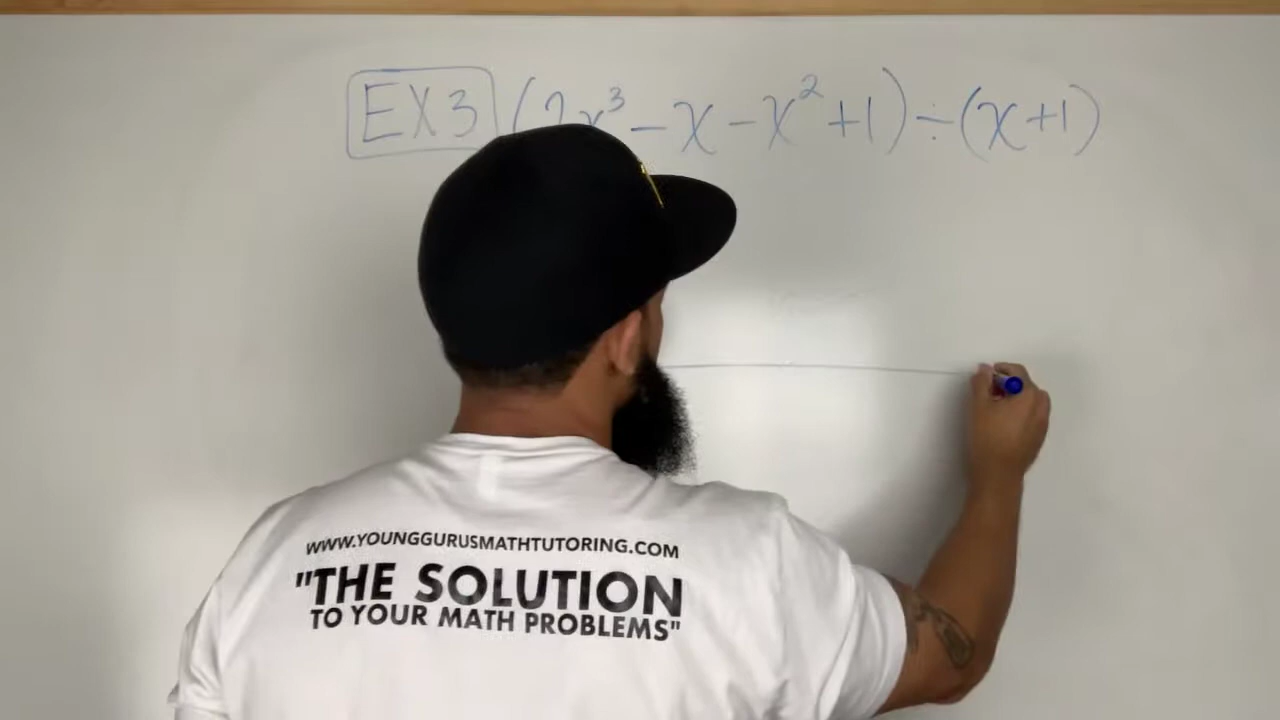 EX3 (2x³ - x - x² + 1) ÷ (x+1)
WWW.YOUNGGURUSMATHTUTORING.COM
"THE SOLUTION
TO YOUR MATH PROBLEMS"